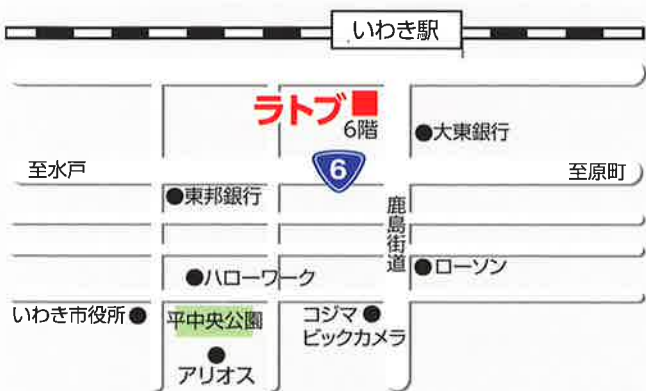 いわき駅
ラトブ
6階
大東銀行
至水戸
6
至原町
東邦銀行
鹿島街道
ハローワーク
ローソン
いわき市役所
平中央公園
コジマ
ビックカメラ
アリオス